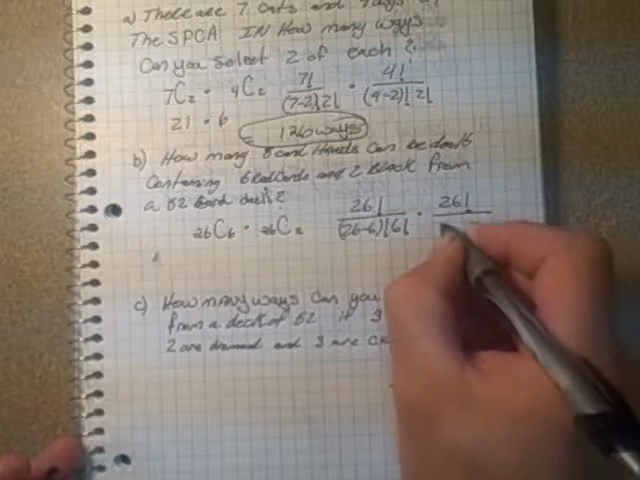 a) There are 7 Cats and 4 dogs at
The SPCA IN How many ways
Can you Select 2 of each?
7C2 · 4C2 7!/(7-2)!2! · 4!/(4-2)!2!
21 · 6 126 ways
b) How many 8 card Hands Can be dealt
Containing 6 Red Cards and 2 Black from
a 52 Card deck?
26C6 · 26C2 26!/(26-6)!6! · 26!
c) How many ways Can you
from a deck of 52 if 3
2 are and 3 are